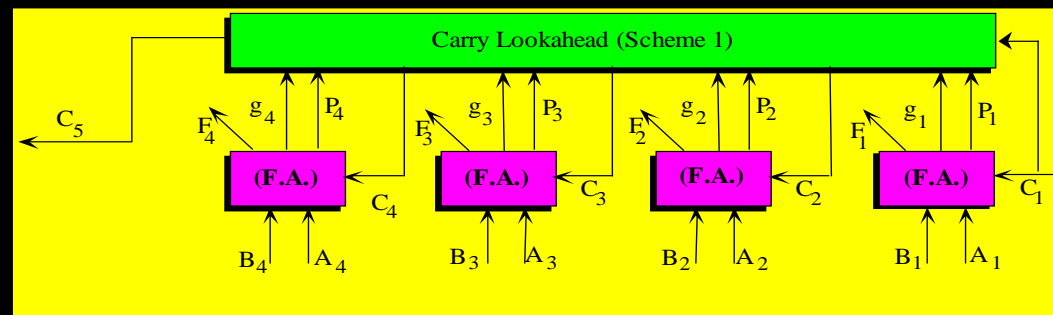 Carry Lookahead (Scheme 1)
C5
F4 g4 P4 F3 g3 P3 F2 g2 P2 F1 g1 P1
(F.A.) (F.A.) (F.A.) (F.A.)
C4 C3 C2 C1
B4 A4 B3 A3 B2 A2 B1 A1